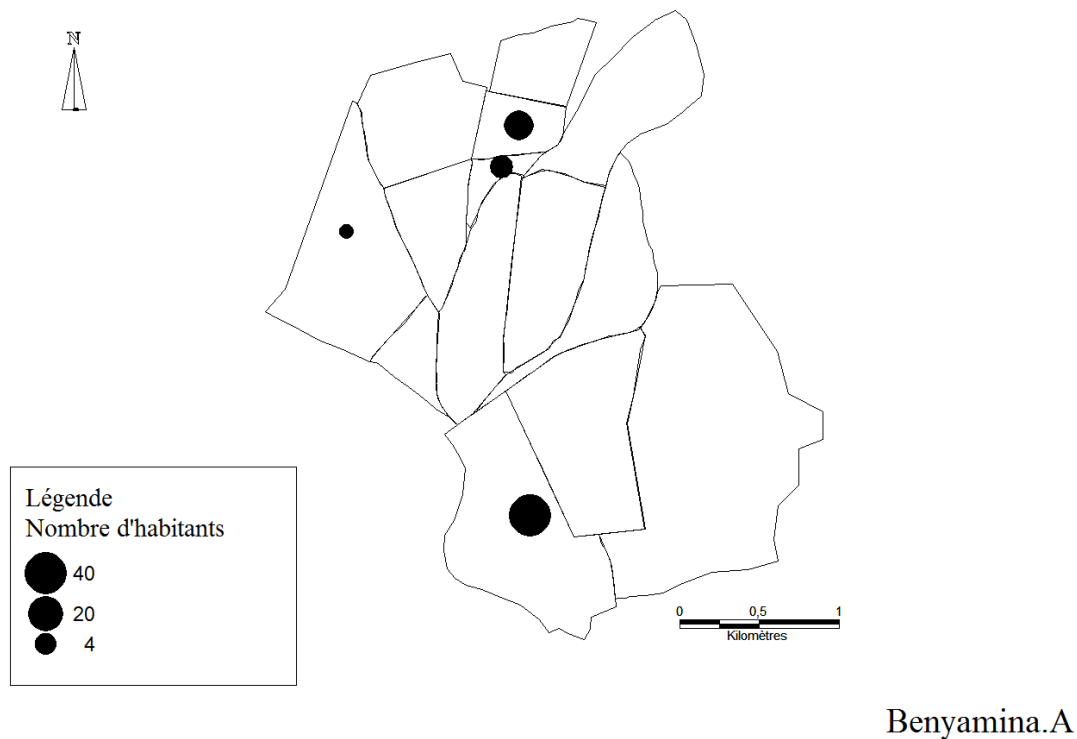 N
Légende
Nombre d'habitants
40
20
4
0 0,5 1
Kilomètres
Benyamina.A